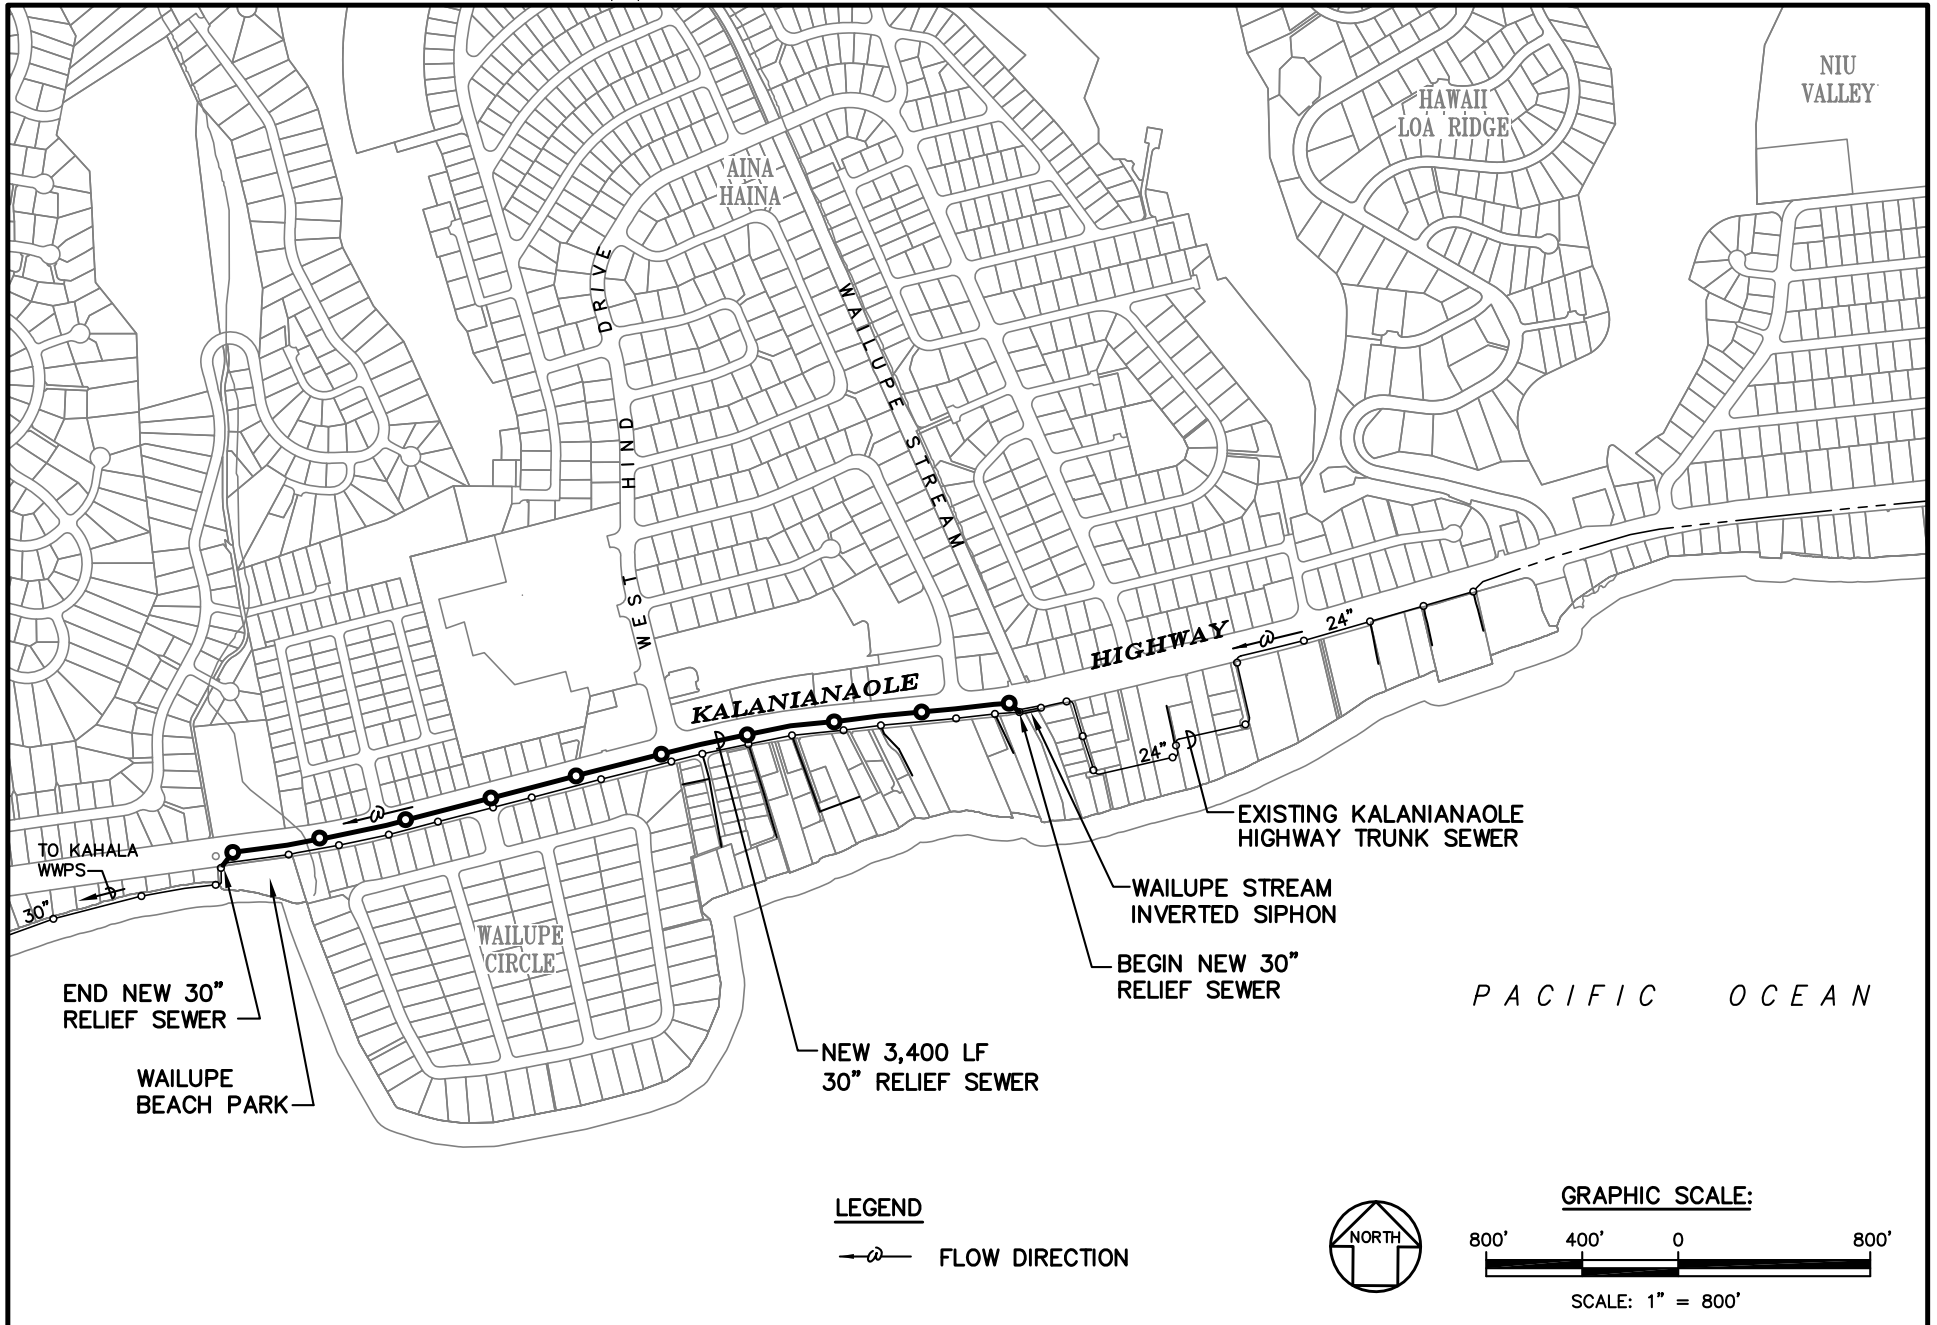 NIU
VALLEY
HAWAII
LOA RIDGE
AINA
HAINA
WAILUPE STREAM
WEST HIND DRIVE
KALANIANAOLE HIGHWAY
24"
24"
TO KAHALA
WWPS
30"
EXISTING KALANIANAOLE
HIGHWAY TRUNK SEWER
WAILUPE STREAM
INVERTED SIPHON
BEGIN NEW 30"
RELIEF SEWER
WAILUPE
CIRCLE
END NEW 30"
RELIEF SEWER
PACIFIC OCEAN
NEW 3,400 LF
30" RELIEF SEWER
WAILUPE
BEACH PARK
LEGEND
FLOW DIRECTION
NORTH
GRAPHIC SCALE:
800' 400' 0 800'
SCALE: 1" = 800'